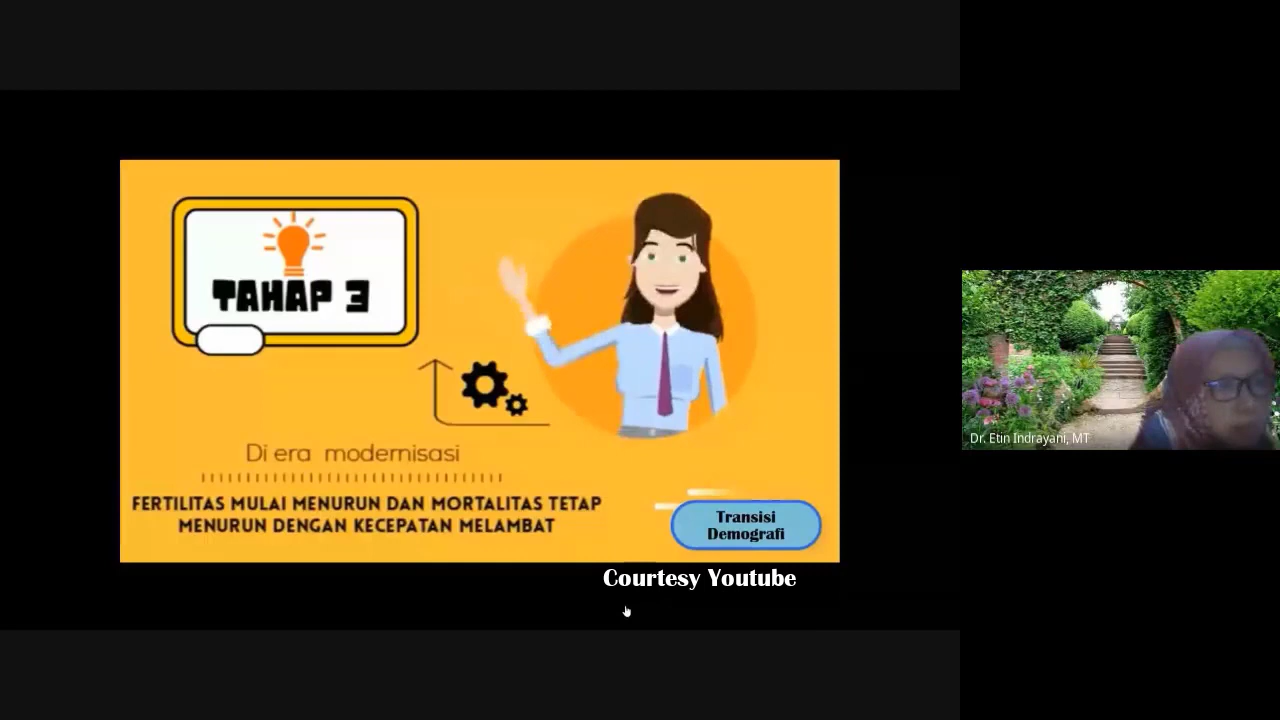 TAHAP 3
Di era modernisasi
FERTILITAS MULAI MENURUN DAN MORTALITAS TETAP
MENURUN DENGAN KECEPATAN MELAMBAT
Transisi
Demografi
Courtesy Youtube
Dr. Etin Indrayani, MT